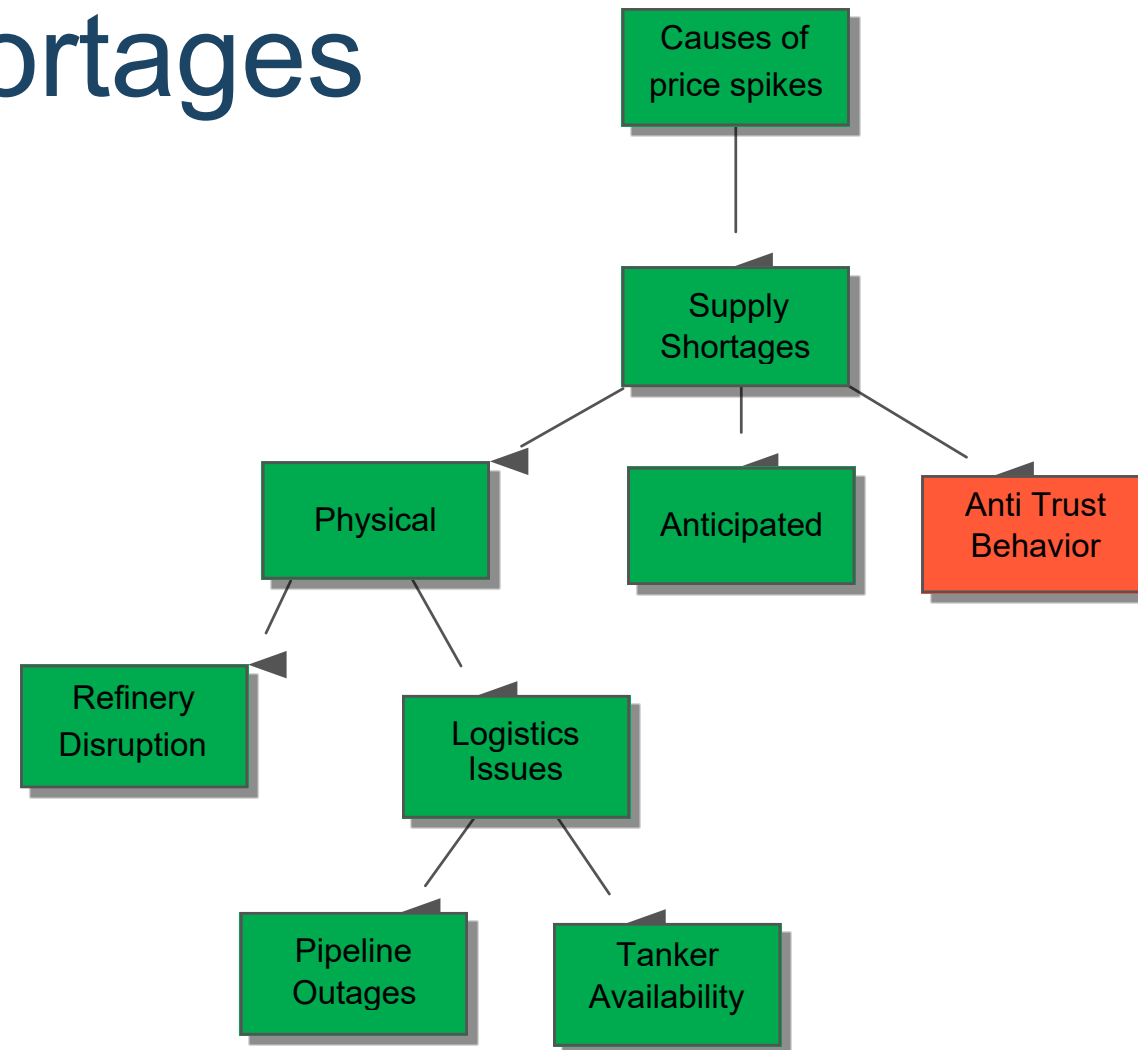 ortages
Causes of
price spikes
Supply
Shortages
Physical
Anticipated
Anti Trust
Behavior
Refinery
Disruption
Logistics
Issues
Pipeline
Outages
Tanker
Availability